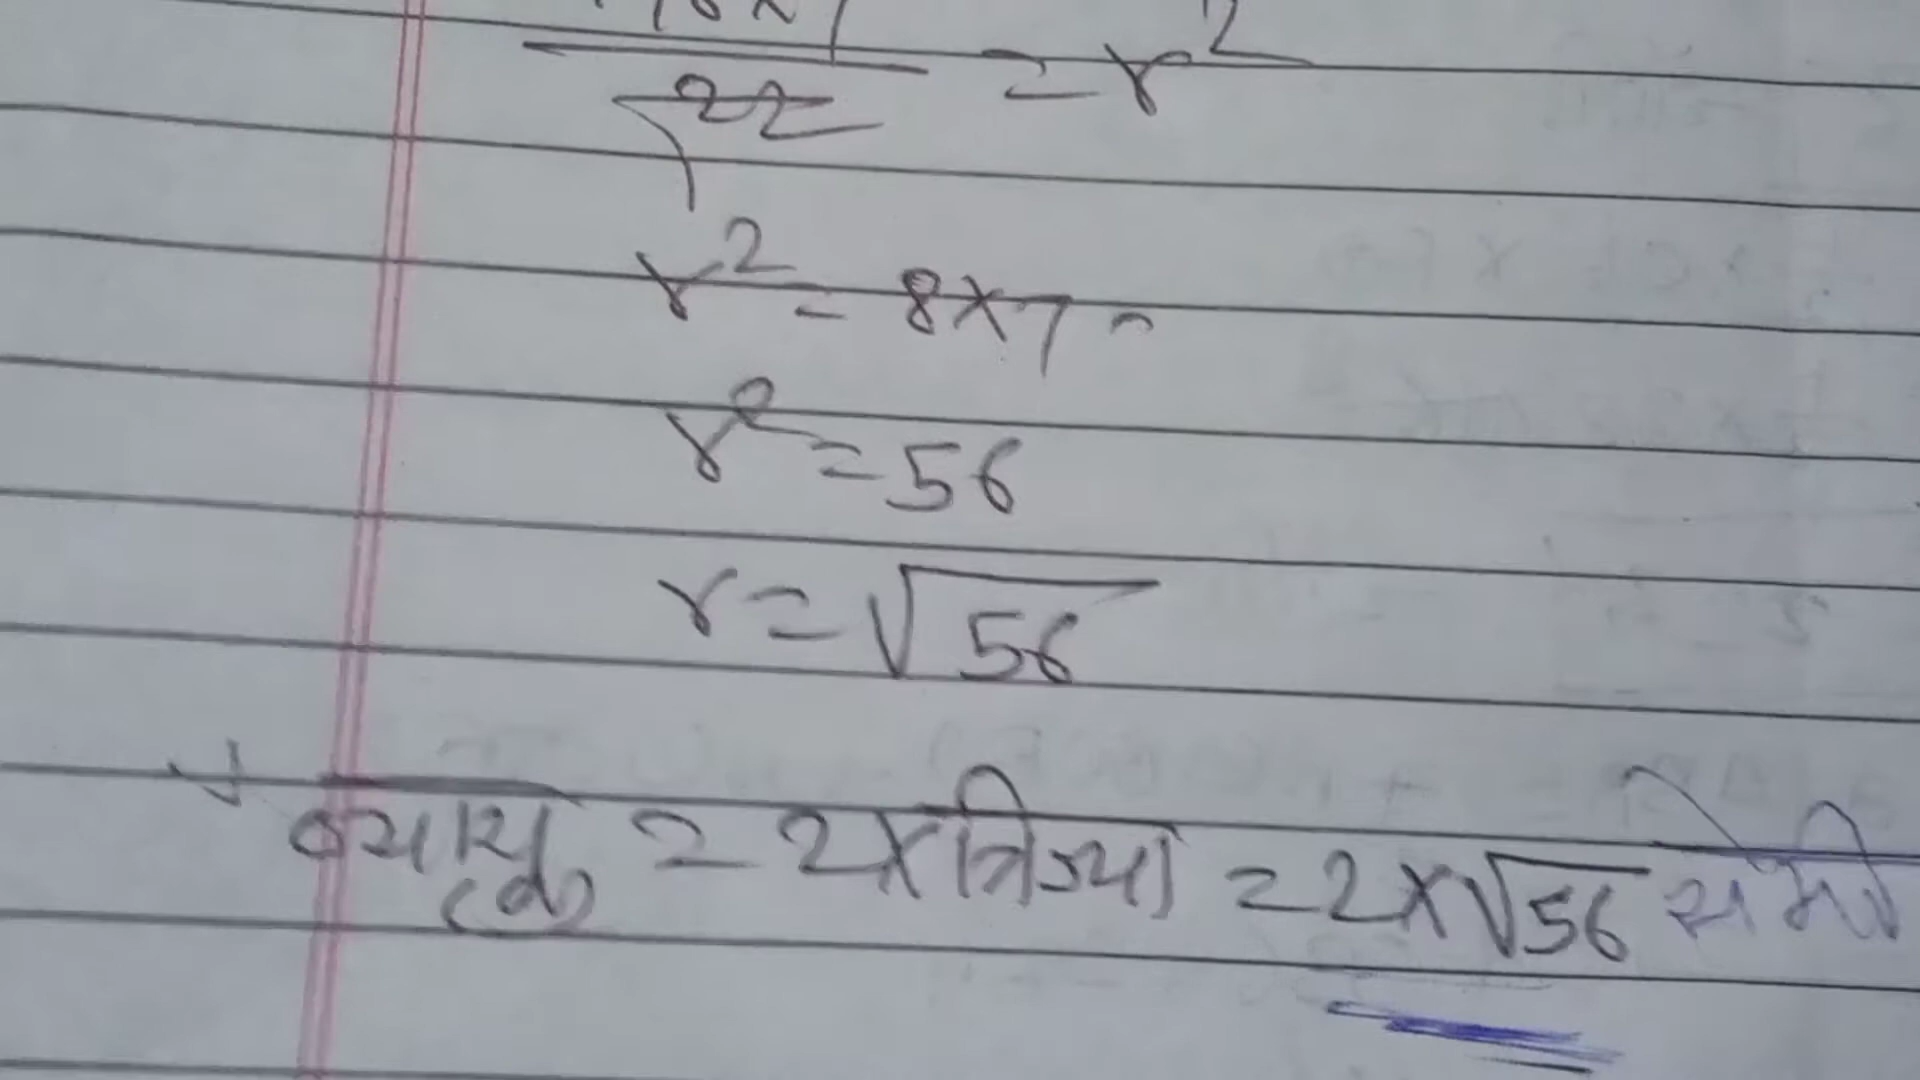 22 = r²
r² = 8×7
r² = 56
r = √56
व्यास = 2×त्रिज्या = 2×√56 सेमी
(d)